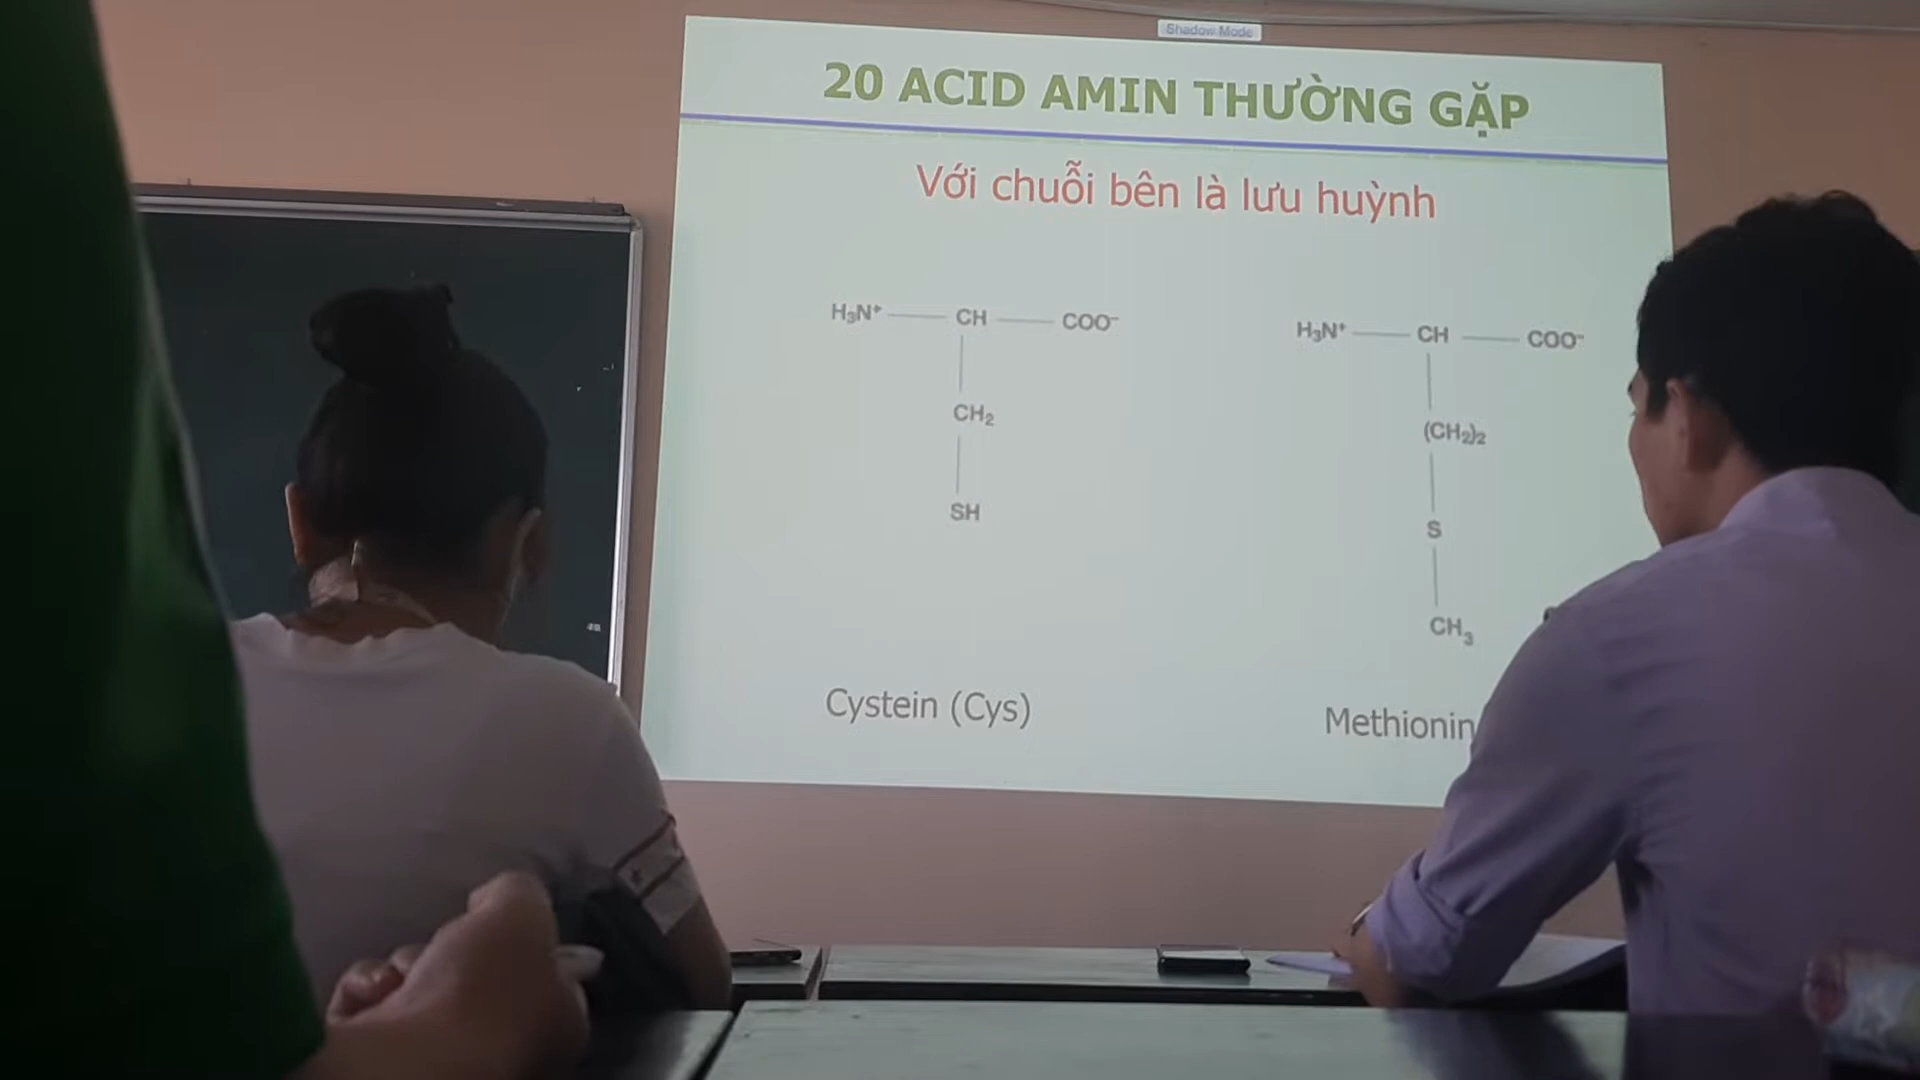 Shadow Mode
20 ACID AMIN THƯỜNG GẶP
Với chuỗi bên là lưu huỳnh
H₃N⁺ CH COO⁻
CH₂
SH
Cystein (Cys)
H₃N⁺ CH COO⁻
(CH₂)₂
S
CH₃
Methionin